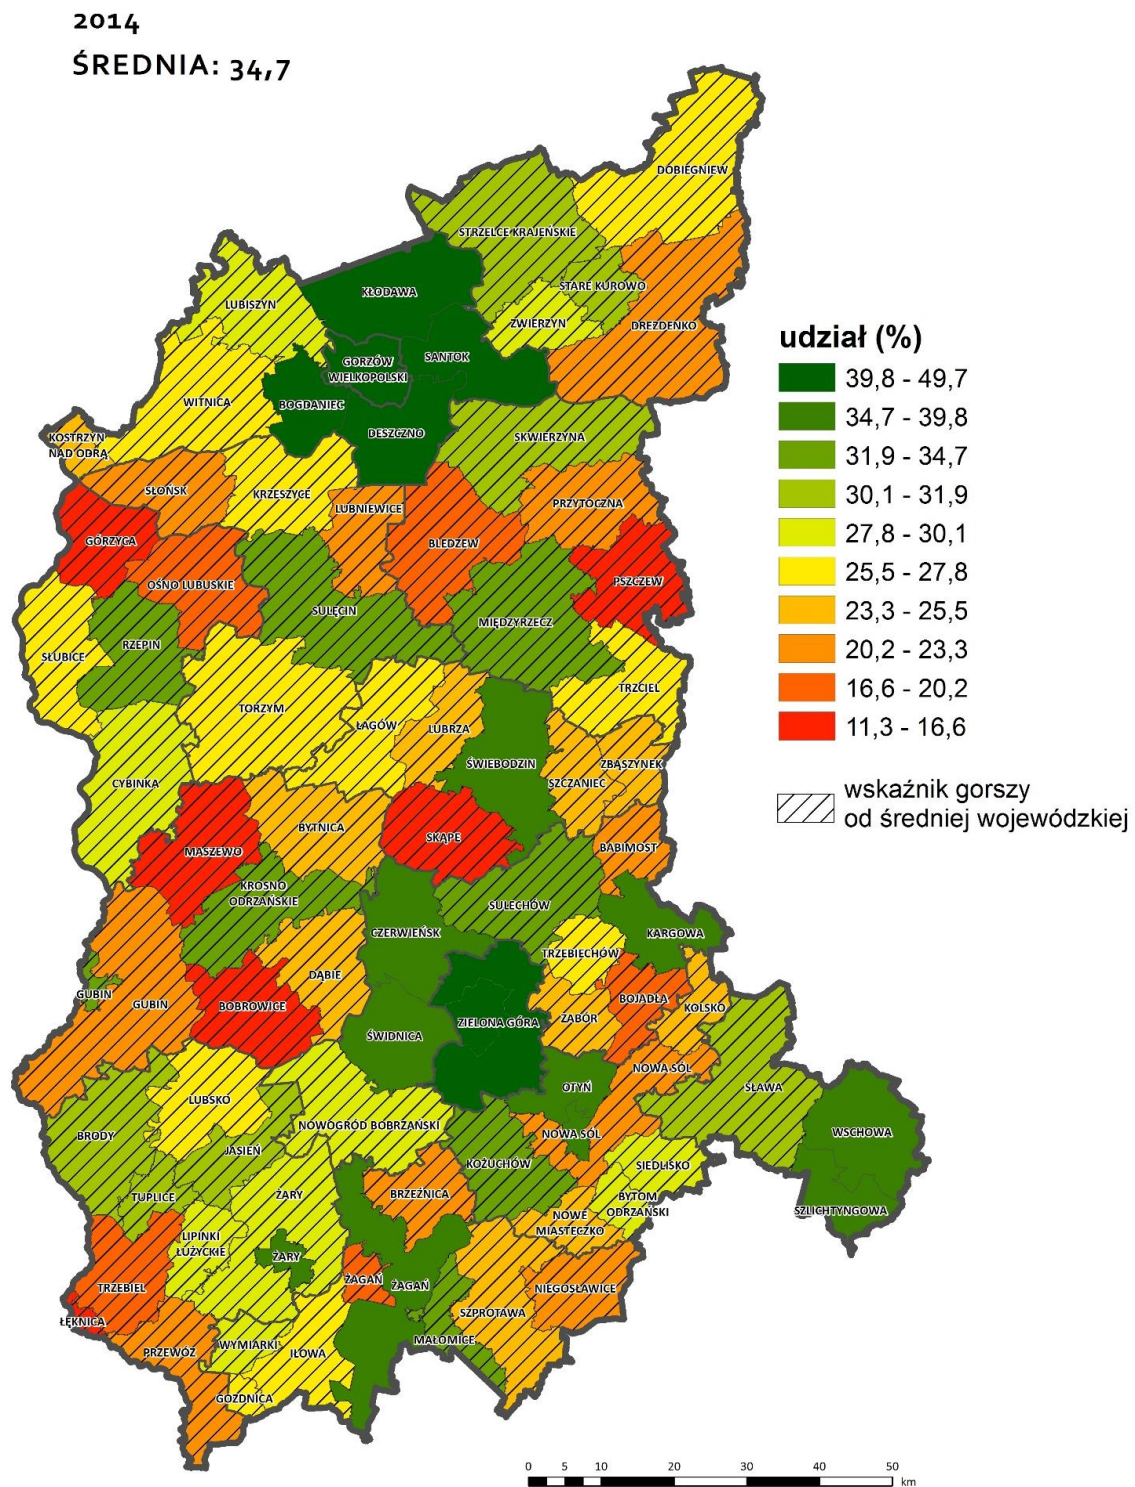 2014
ŚREDNIA: 34,7
DOBIEGNIEW
STRZELCE KRAJEŃSKIE
STARE KUROWO
KŁODAWA
LUBISZYN
ZWIERZYN
DREZDENKO
SANTOK
GORZÓW
WIELKOPOLSKI
WITNICA
BOGDANIEC
DESZCZNO
SKWIERZYNA
KOSTRZYN
NAD ODRĄ
SŁOŃSK
KRZESZYCE
LUBNIEWICE
PRZYTOCZNA
GÓRZYCA
BLEDZEW
OŚNO LUBUSKIE
PSZCZEW
SULĘCIN
MIĘDZYRZECZ
RZEPIN
SŁUBICE
TRZCIEL
TORZYM
ŁAGÓW
LUBRZA
ŚWIEBODZIN
ZBĄSZYNEK
CYBINKA
SZCZANIEC
BYTNICA
SKĄPE
BABIMOST
MASZEWO
KROSNO
ODRZAŃSKIE
SULECHÓW
CZERWIEŃSK
KARGOWA
TRZEBIECHÓW
DĄBIE
GUBIN
GUBIN
BOBROWICE
BOJADŁA
KOLSKO
ZABÓR
ZIELONA GÓRA
ŚWIDNICA
NOWA SÓL
OTYŃ
SŁAWA
LUBSKO
NOWOGRÓD BOBRZAŃSKI
BRODY
NOWA SÓL
WSCHOWA
JASIEŃ
KOŻUCHÓW
SIEDLISKO
TUPLICE
ŻARY
BRZEŹNICA
BYTOM
ODRZAŃSKI
SZLICHTYNGOWA
NOWE
MIASTECZKO
LIPINKI
ŁUŻYCKIE
ŻARY
ŻAGAŃ
ŻAGAŃ
TRZEBIEL
NIEGOSŁAWICE
SZPROTAWA
ŁĘKNICA
MAŁOMICE
PRZEWÓZ
WYMIARKI
IŁOWA
GOZDNICA
udział (%)
39,8 - 49,7
34,7 - 39,8
31,9 - 34,7
30,1 - 31,9
27,8 - 30,1
25,5 - 27,8
23,3 - 25,5
20,2 - 23,3
16,6 - 20,2
11,3 - 16,6
wskaźnik gorszy
od średniej wojewódzkiej
0 5 10 20 30 40 50
km